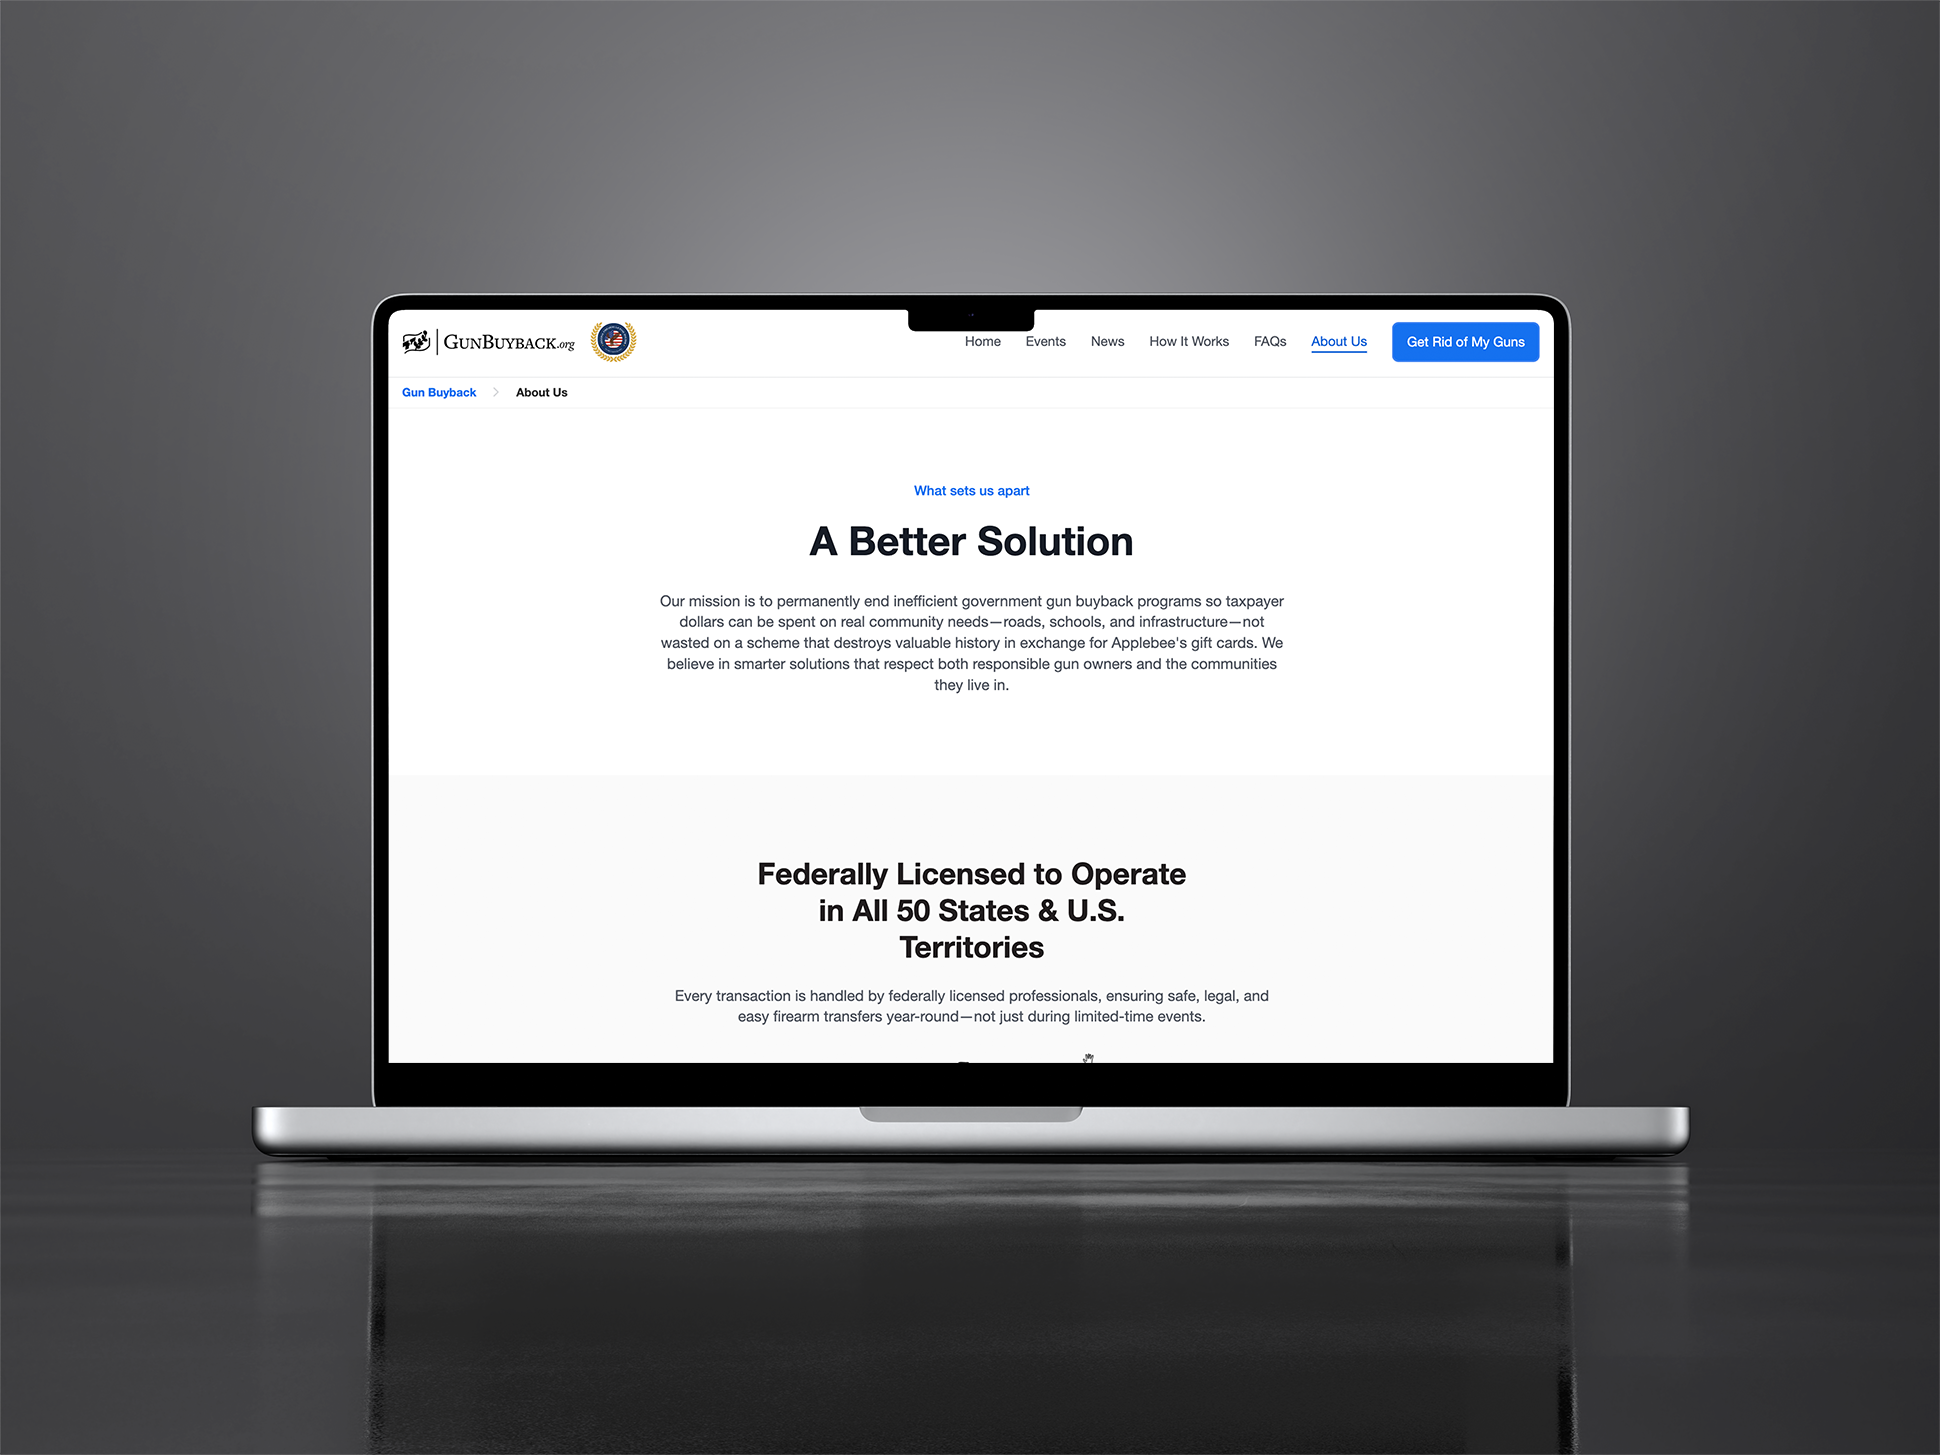 GUNBUYBACK.org
Home Events News How It Works FAQs About Us Get Rid of My Guns
Gun Buyback About Us
What sets us apart
A Better Solution
Our mission is to permanently end inefficient government gun buyback programs so taxpayer
dollars can be spent on real community needs—roads, schools, and infrastructure—not
wasted on a scheme that destroys valuable history in exchange for Applebee's gift cards. We
believe in smarter solutions that respect both responsible gun owners and the communities
they live in.
Federally Licensed to Operate
in All 50 States & U.S.
Territories
Every transaction is handled by federally licensed professionals, ensuring safe, legal, and
easy firearm transfers year-round—not just during limited-time events.